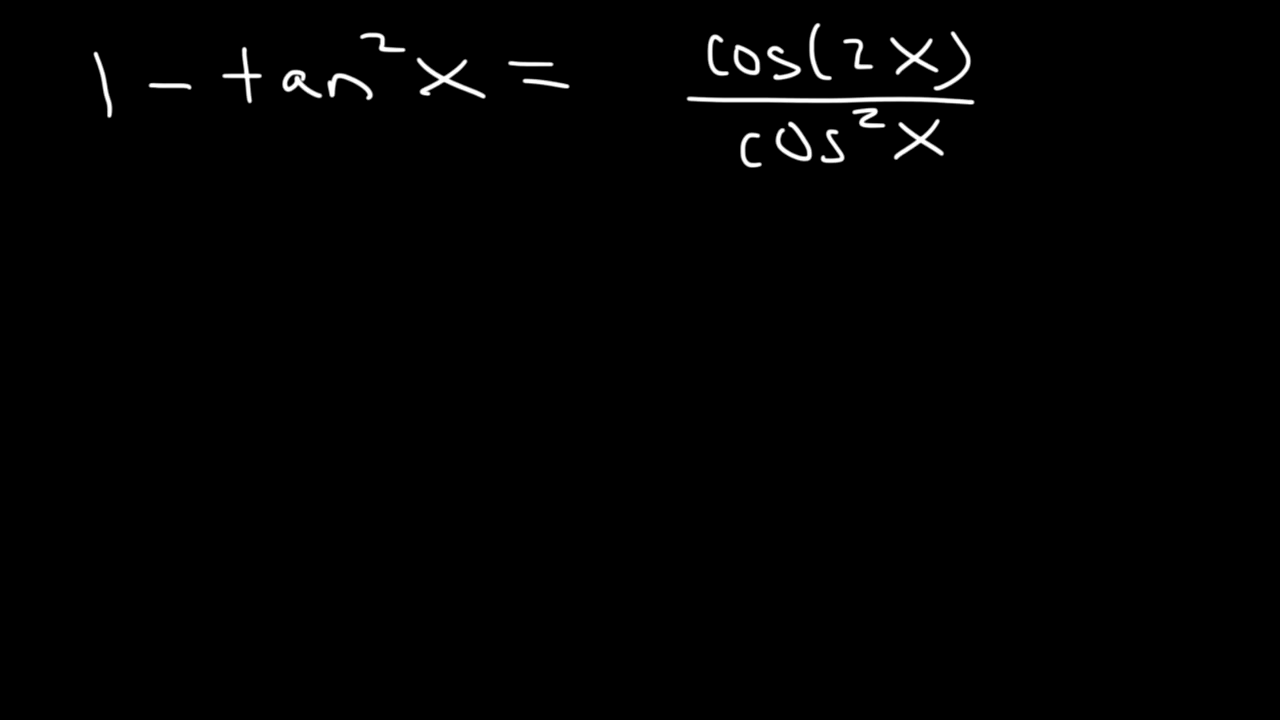 1 - tan²x = cos(2x)
cos²x